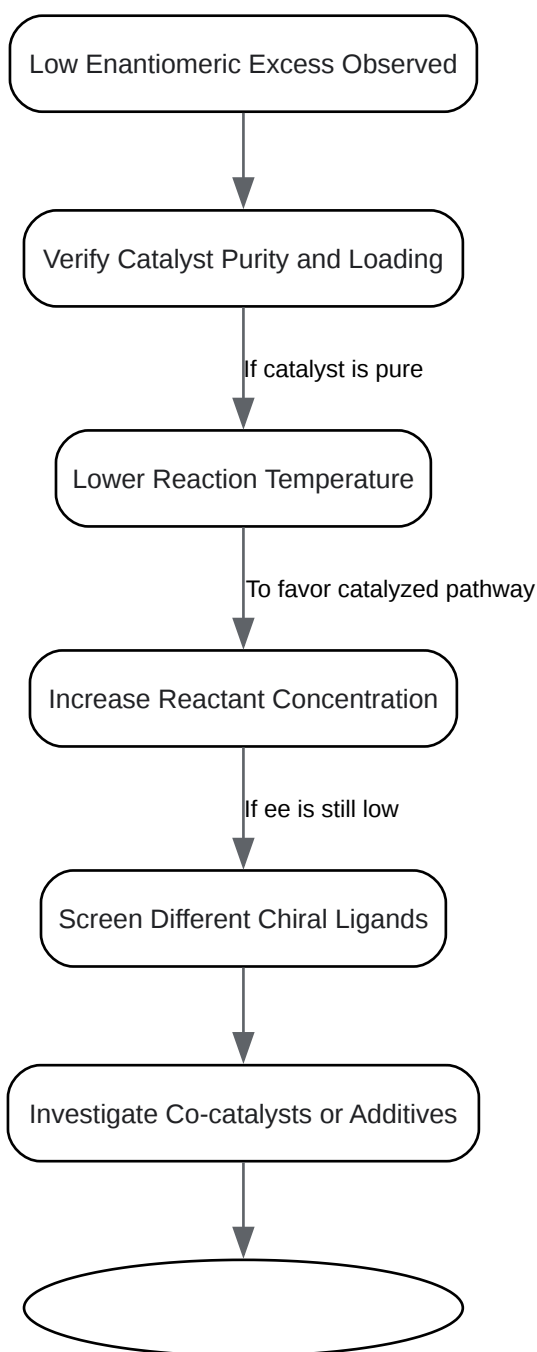 Low Enantiomeric Excess Observed
Verify Catalyst Purity and Loading
If catalyst is pure
Lower Reaction Temperature
To favor catalyzed pathway
Increase Reactant Concentration
If ee is still low
Screen Different Chiral Ligands
Investigate Co-catalysts or Additives